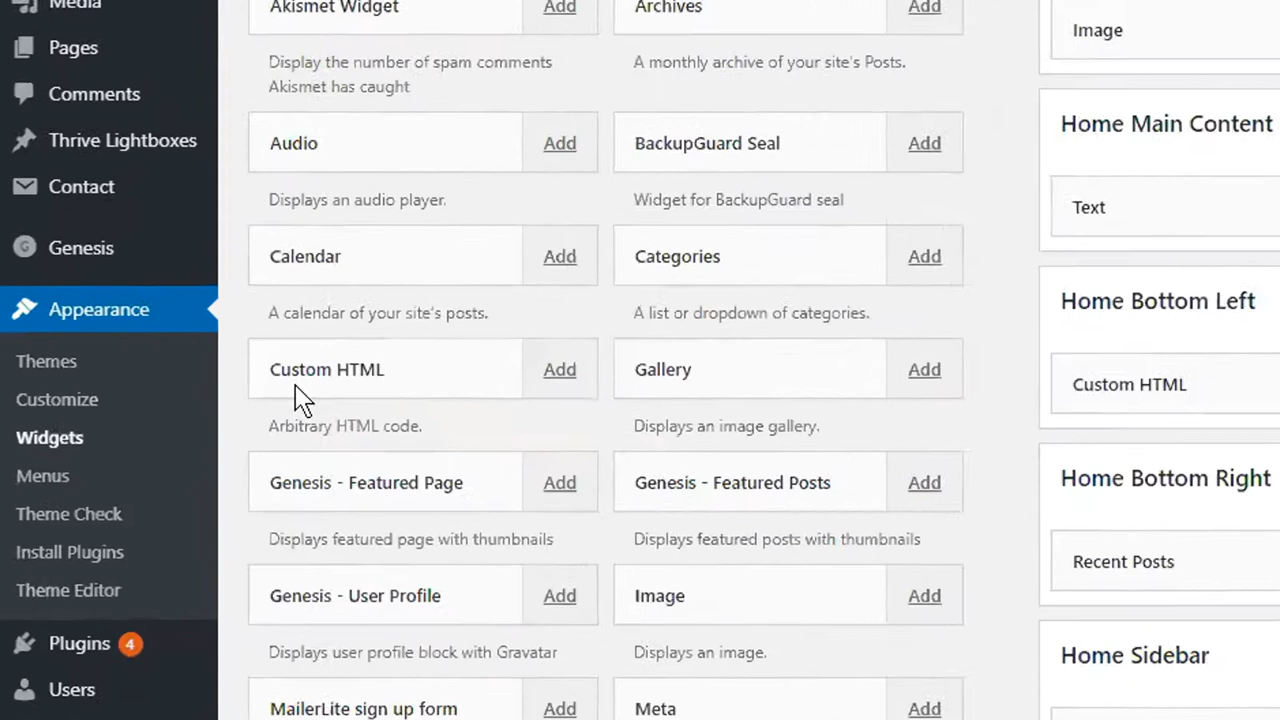 Media
Pages
Comments
Thrive Lightboxes
Contact
Genesis
Appearance
Themes
Customize
Widgets
Menus
Theme Check
Install Plugins
Theme Editor
Plugins 4
Users
Akismet Widget Add
Display the number of spam comments
Akismet has caught
Archives Add
A monthly archive of your site's Posts.
Audio Add
Displays an audio player.
BackupGuard Seal Add
Widget for BackupGuard seal
Calendar Add
A calendar of your site's posts.
Categories Add
A list or dropdown of categories.
Custom HTML Add
Arbitrary HTML code.
Gallery Add
Displays an image gallery.
Genesis - Featured Page Add
Displays featured page with thumbnails
Genesis - Featured Posts Add
Displays featured posts with thumbnails
Genesis - User Profile Add
Displays user profile block with Gravatar
Image Add
Displays an image.
MailerLite sign up form Add
Meta Add
Image
Home Main Content
Text
Home Bottom Left
Custom HTML
Home Bottom Right
Recent Posts
Home Sidebar